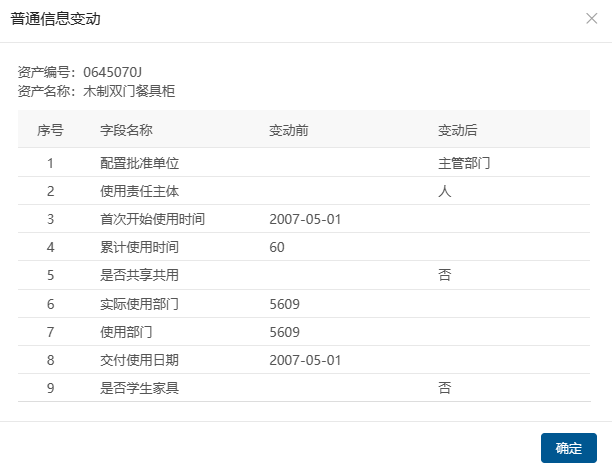 普通信息变动
资产编号：0645070J
资产名称：木制双门餐具柜
序号 字段名称 变动前 变动后
1 配置批准单位 主管部门
2 使用责任主体 人
3 首次开始使用时间 2007-05-01
4 累计使用时间 60
5 是否共享共用 否
6 实际使用部门 5609
7 使用部门 5609
8 交付使用日期 2007-05-01
9 是否学生家具 否
确定